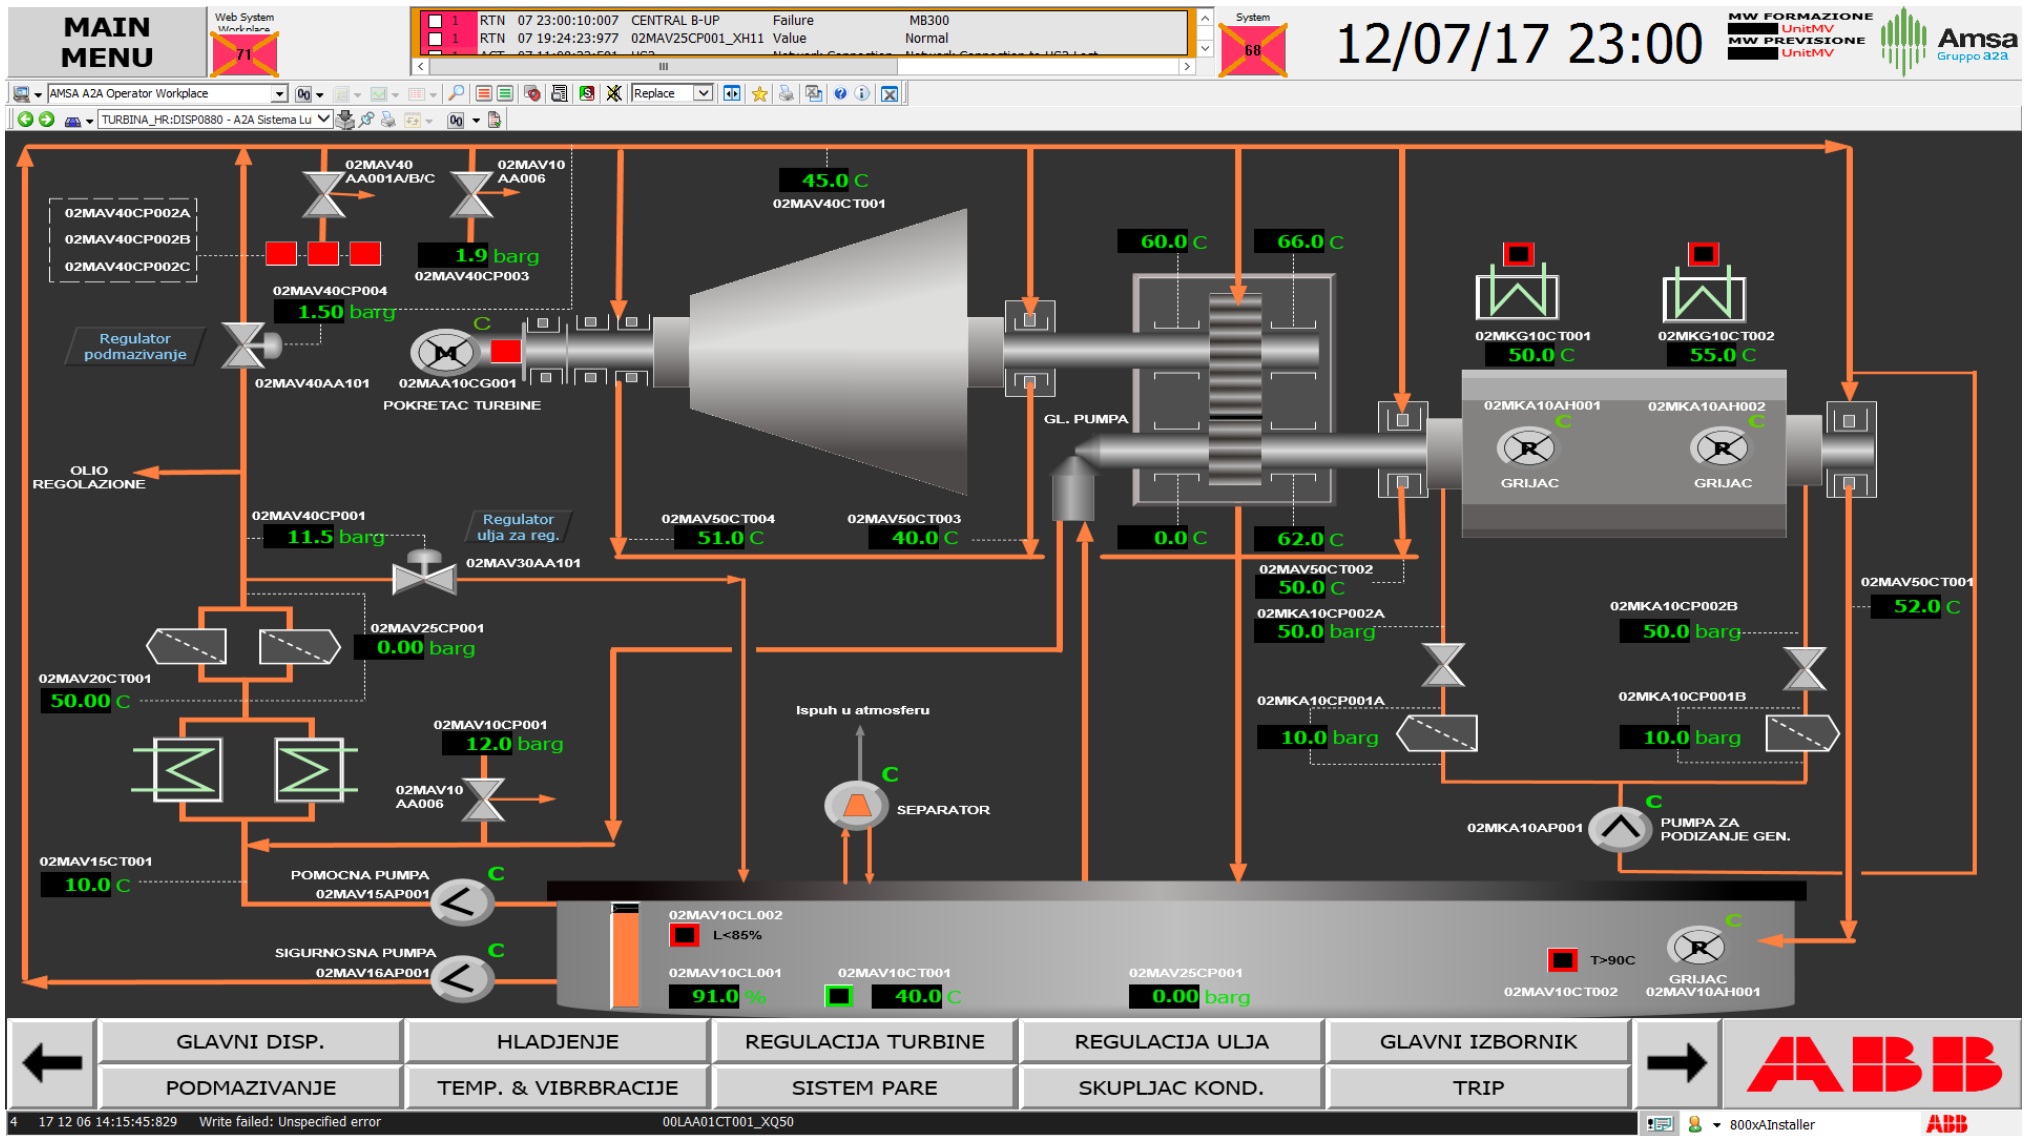 MAIN
MENU
Web System
Workplace
71
1 RTN 07 23:00:10:007 CENTRAL B-UP Failure MB300
1 RTN 07 19:24:23:977 02MAV25CP001_XH11 Value Normal
System
68
12/07/17 23:00
MW FORMAZIONE
UnitMV
MW PREVISIONE
UnitMV
Amsa
Gruppo a2a
AMSA A2A Operator Workplace
Replace
TURBINA_HR:DISP0880 - A2A Sistema Lu
02MAV40
AA001A/B/C
02MAV10
AA006
45.0 C
02MAV40CT001
02MAV40CP002A
02MAV40CP002B
02MAV40CP002C
1.9 barg
02MAV40CP003
60.0 C
66.0 C
02MAV40CP004
1.50 barg
Regulator
podmazivanje
C
M
02MAV40AA101
02MAA10CG001
POKRETAC TURBINE
02MKG10CT001
50.0 C
02MKG10CT002
55.0 C
02MKA10AH001
C
R
GRIJAC
02MKA10AH002
C
R
GRIJAC
GL. PUMPA
OLIO
REGOLAZIONE
02MAV40CP001
11.5 barg
Regulator
ulja za reg.
02MAV30AA101
02MAV50CT004
51.0 C
02MAV50CT003
40.0 C
0.0 C
62.0 C
02MAV50CT002
50.0 C
02MAV50CT001
52.0 C
02MKA10CP002A
50.0 barg
02MKA10CP002B
50.0 barg
02MAV25CP001
0.00 barg
02MAV20CT001
50.00 C
02MKA10CP001A
10.0 barg
02MKA10CP001B
10.0 barg
02MAV10CP001
12.0 barg
02MAV10
AA006
Ispuh u atmosferu
C
SEPARATOR
C
02MKA10AP001
PUMPA ZA
PODIZANJE GEN.
02MAV15CT001
10.0 C
POMOCNA PUMPA
02MAV15AP001
C
SIGURNOSNA PUMPA
02MAV16AP001
C
02MAV10CL002
L<85%
02MAV10CL001
91.0 %
02MAV10CT001
40.0 C
02MAV25CP001
0.00 barg
T>90C
02MAV10CT002
C
R
GRIJAC
02MAV10AH001
GLAVNI DISP.
HLADJENJE
REGULACIJA TURBINE
REGULACIJA ULJA
GLAVNI IZBORNIK
PODMAZIVANJE
TEMP. & VIBRBRACIJE
SISTEM PARE
SKUPLJAC KOND.
TRIP
ABB
4 17 12 06 14:15:45:829 Write failed: Unspecified error 00LAA01CT001_XQ50
800xAInstaller
ABB